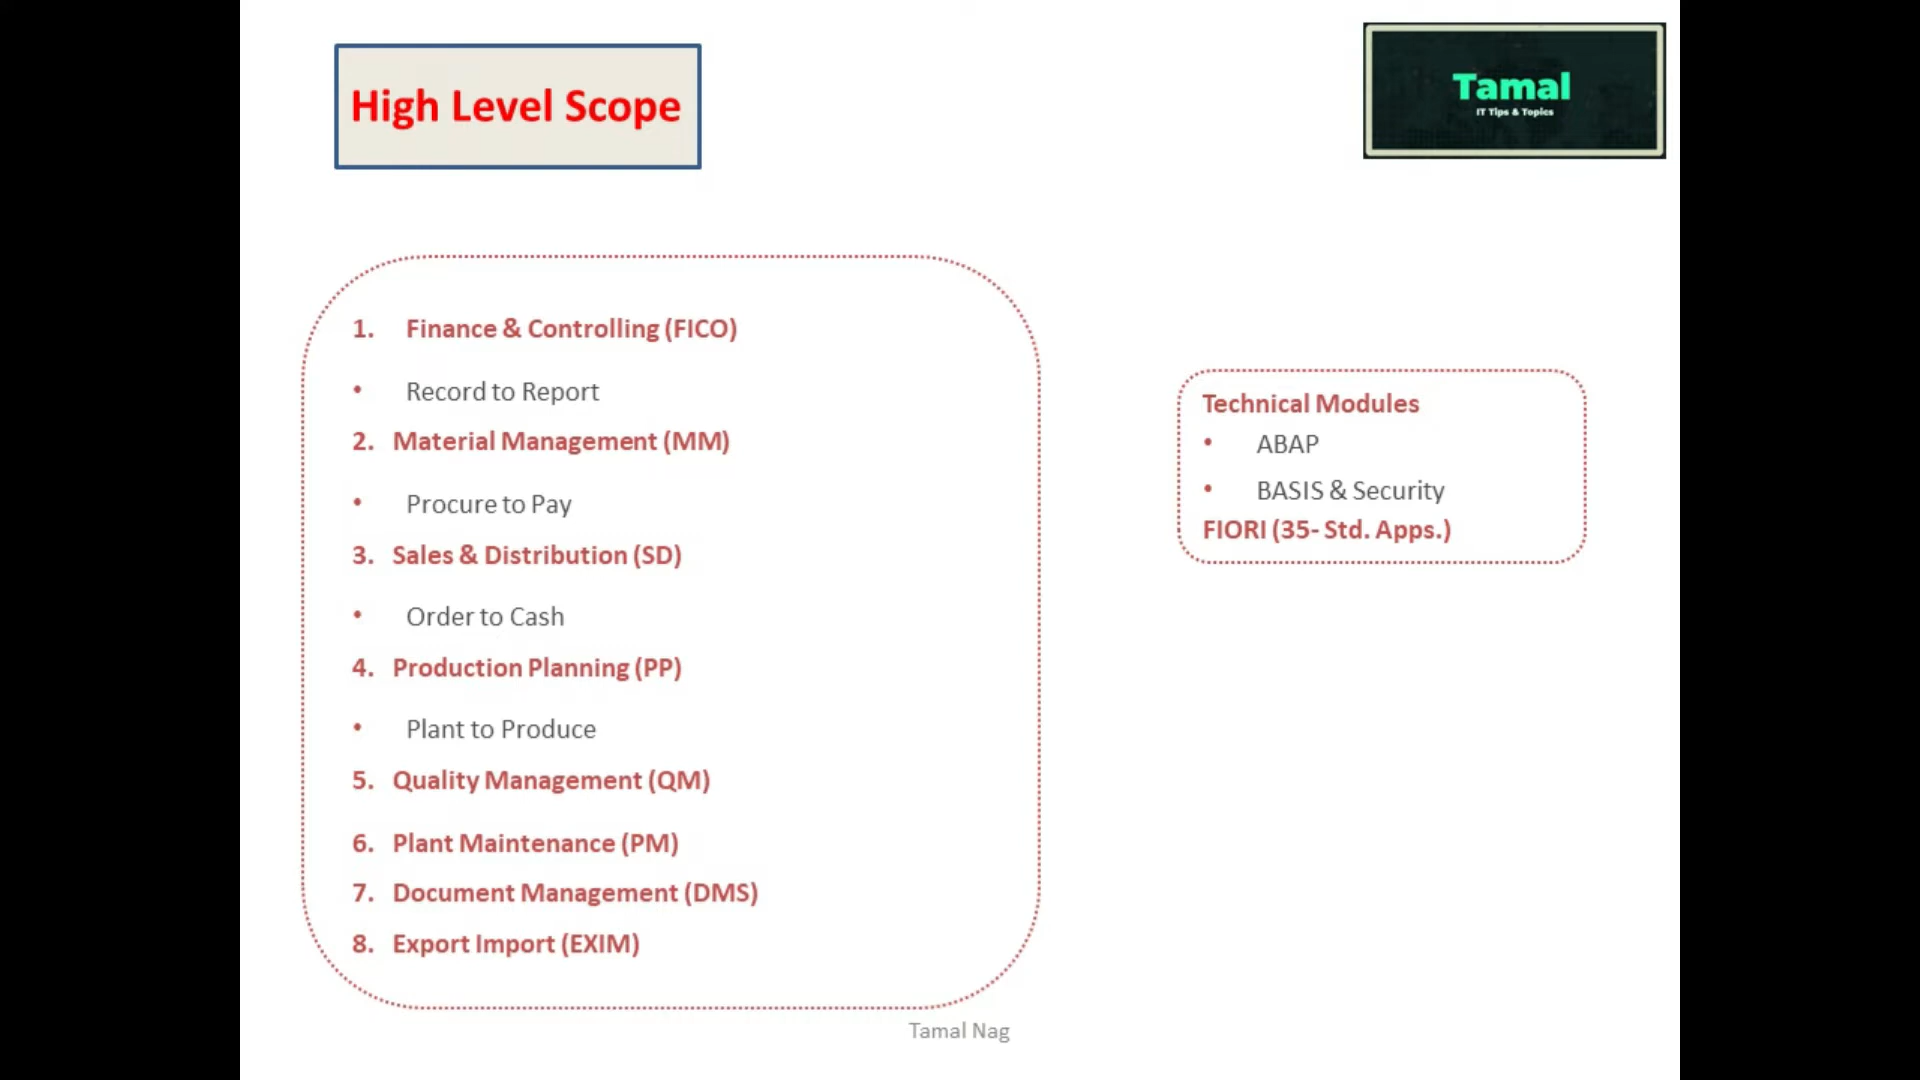 High Level Scope
Tamal
IT Tips & Topics
1. Finance & Controlling (FICO)
• Record to Report
2. Material Management (MM)
• Procure to Pay
3. Sales & Distribution (SD)
• Order to Cash
4. Production Planning (PP)
• Plant to Produce
5. Quality Management (QM)
6. Plant Maintenance (PM)
7. Document Management (DMS)
8. Export Import (EXIM)
Technical Modules
• ABAP
• BASIS & Security
FIORI (35- Std. Apps.)
Tamal Nag